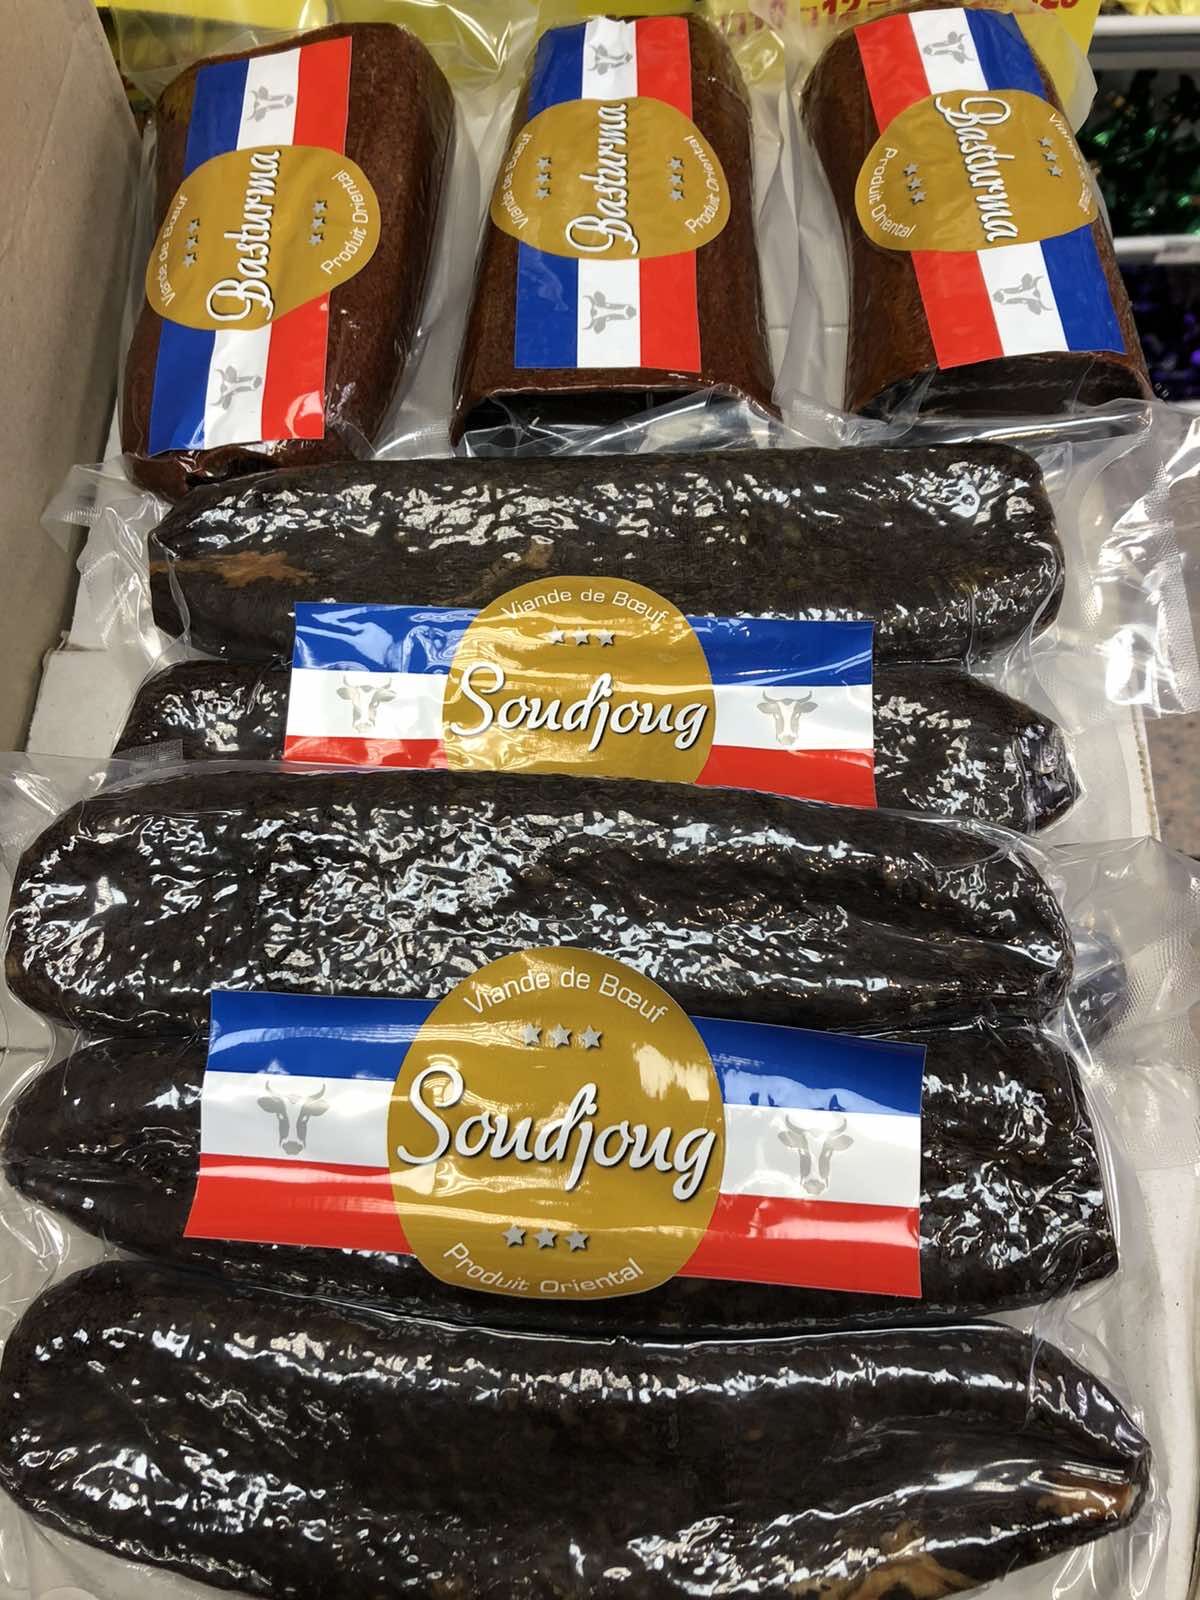 Viande de Bœuf
Basturma
Produit Oriental
Viande de Bœuf
Basturma
Produit Oriental
Basturma
Produit Oriental
Viande de Bœuf
Soudjoug
Viande de Bœuf
Soudjoug
Produit Oriental